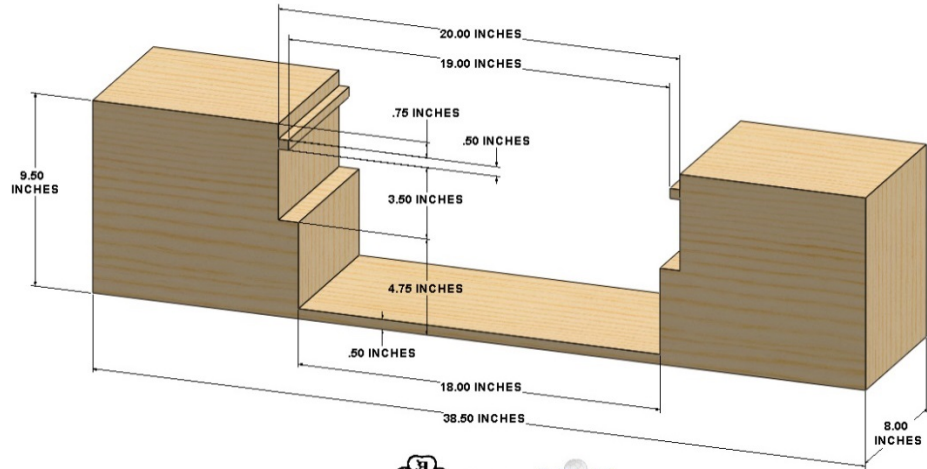 20.00 INCHES
19.00 INCHES
.75 INCHES
.50 INCHES
9.50
INCHES
3.50 INCHES
4.75 INCHES
.50 INCHES
18.00 INCHES
38.50 INCHES
8.00
INCHES